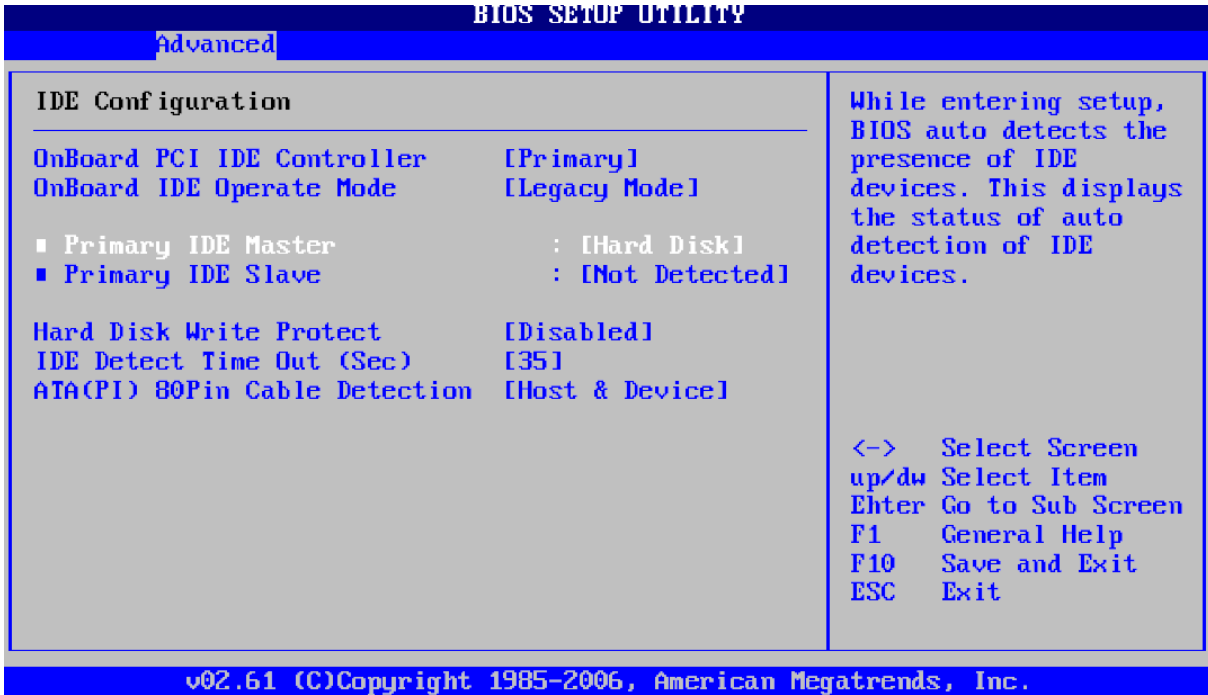 BIOS SETUP UTILITY
Advanced
IDE Configuration
OnBoard PCI IDE Controller [Primary]
OnBoard IDE Operate Mode [Legacy Mode]
Primary IDE Master : [Hard Disk]
Primary IDE Slave : [Not Detected]
Hard Disk Write Protect [Disabled]
IDE Detect Time Out (Sec) [35]
ATA(PI) 80Pin Cable Detection [Host & Device]
While entering setup,
BIOS auto detects the
presence of IDE
devices. This displays
the status of auto
detection of IDE
devices.
<-> Select Screen
up/dw Select Item
Ehter Go to Sub Screen
F1 General Help
F10 Save and Exit
ESC Exit
v02.61 (C)Copyright 1985-2006, American Megatrends, Inc.